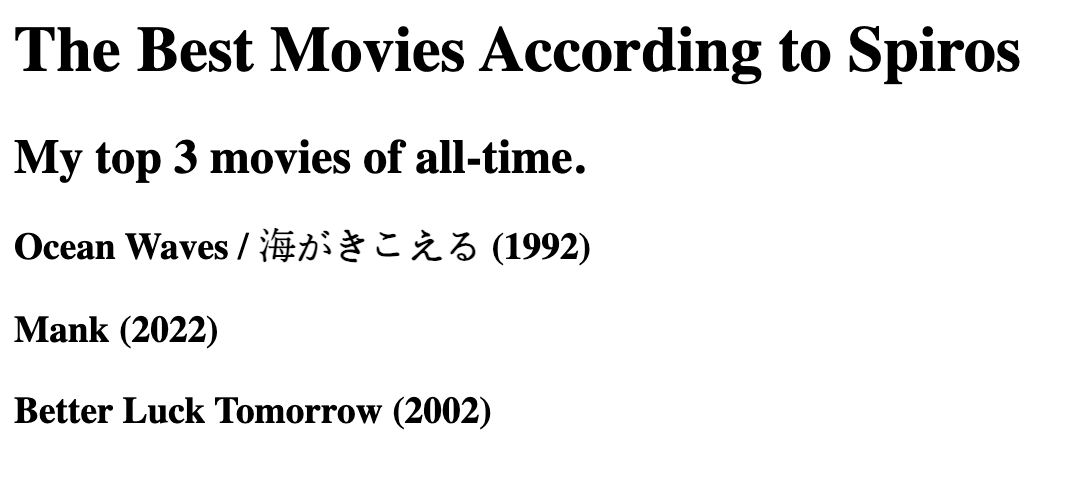 The Best Movies According to Spiros
My top 3 movies of all-time.
Ocean Waves / 海がきこえる (1992)
Mank (2022)
Better Luck Tomorrow (2002)